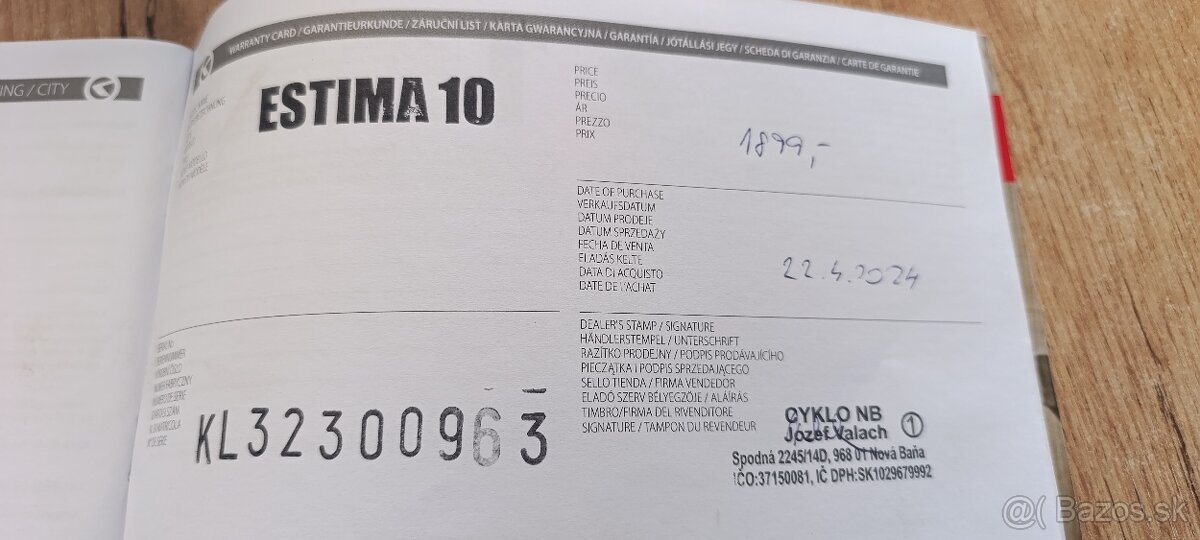 ING / CITY
WARRANTY CARD / GARANTIEURKUNDE / ZÁRUČNÍ LIST / KARTA GWARANCYJNA / GARANTÍA / JÓTÁLLÁSI JEGY / SCHEDA DI GARANZIA / CARTE DE GARANTIE
ESTIMA 10
PRICE
PREIS
PRECIO
ÁR
PREZZO
PRIX
1899,-
DATE OF PURCHASE
VERKAUFSDATUM
DATUM PRODEJE
DATUM SPRZEDAŻY
FECHA DE VENTA
ELADÁS KELTE
DATA DI ACQUISTO
DATE DE L'ACHAT
22.4.2024
DEALER'S STAMP / SIGNATURE
HÄNDLERSTEMPEL / UNTERSCHRIFT
RAZÍTKO PRODEJNY / PODPIS PRODÁVAJÍCÍHO
PIECZĄTKA I PODPIS SPRZEDAJĄCEGO
SELLO TIENDA / FIRMA VENDEDOR
ELADÓ SZERV BÉLYEGZŐJE / ALÁÍRÁS
TIMBRO/FIRMA DEL RIVENDITORE
SIGNATURE / TAMPON DU REVENDEUR
KL32300963
CYKLO NB
Józef Valach 1
Spodná 2245/14D, 968 01 Nová Baňa
IČO:37150081, IČ DPH:SK1029679992
@( Bazos.sk